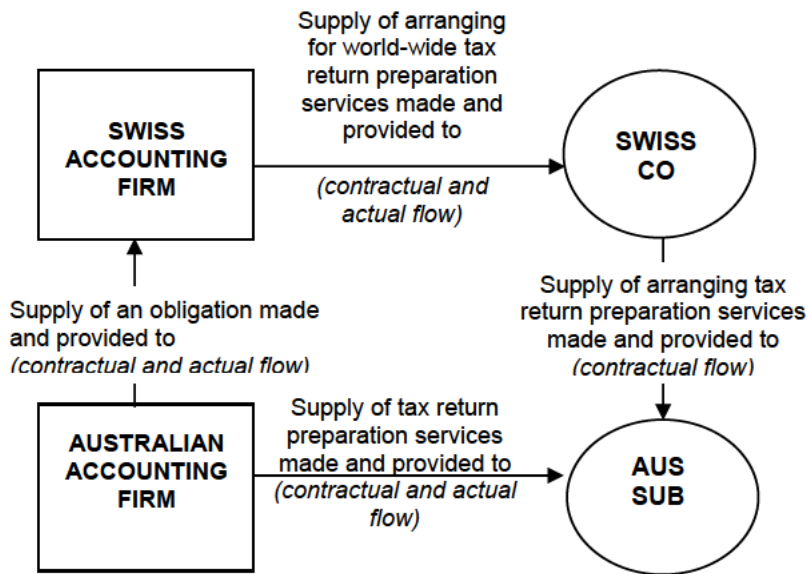 Supply of arranging
for world-wide tax
return preparation
services made and
provided to
SWISS
ACCOUNTING
FIRM
SWISS
CO
(contractual and
actual flow)
Supply of an obligation made
and provided to
(contractual and actual flow)
Supply of arranging tax
return preparation services
made and provided to
(contractual flow)
AUSTRALIAN
ACCOUNTING
FIRM
Supply of tax return
preparation services
made and provided to
(contractual and actual
flow)
AUS
SUB